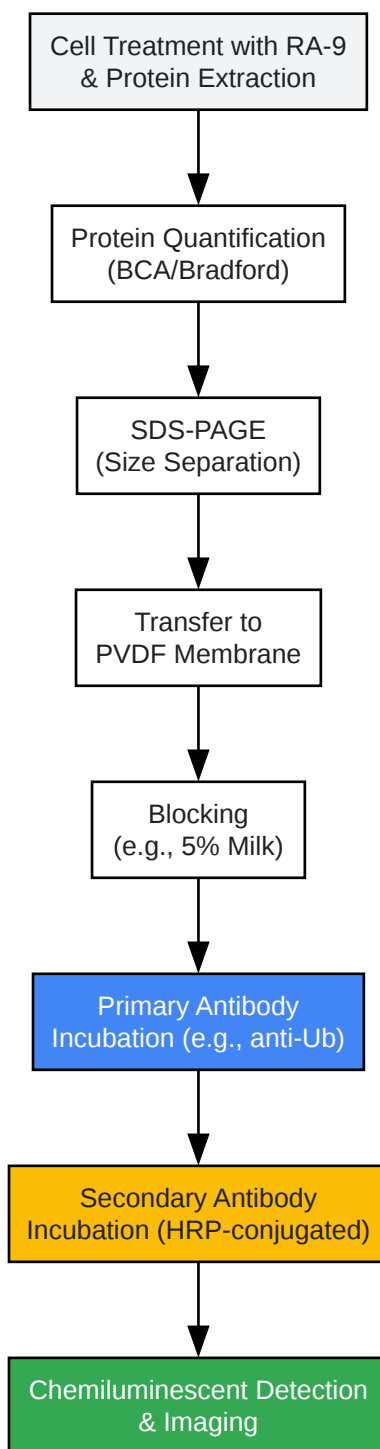 Cell Treatment with RA-9
& Protein Extraction
Protein Quantification
(BCA/Bradford)
SDS-PAGE
(Size Separation)
Transfer to
PVDF Membrane
Blocking
(e.g., 5% Milk)
Primary Antibody
Incubation (e.g., anti-Ub)
Secondary Antibody
Incubation (HRP-conjugated)
Chemiluminescent Detection
& Imaging